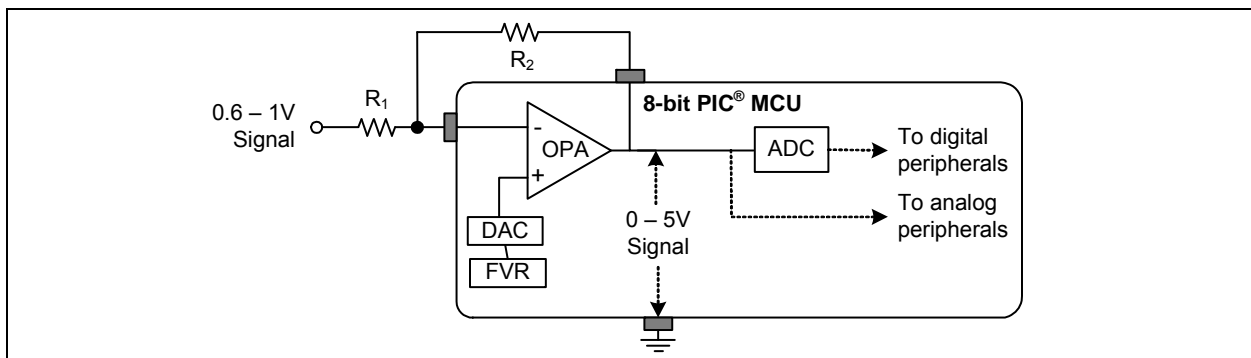 R₂
8-bit PIC® MCU
0.6 – 1V
Signal
R₁
-
OPA
+
ADC
To digital
peripherals
DAC
FVR
0 – 5V
Signal
To analog
peripherals